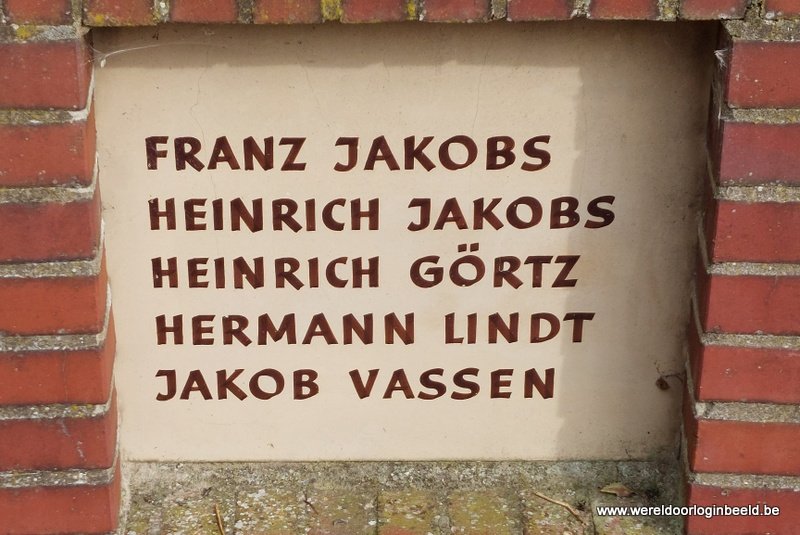 FRANZ JAKOBS
HEINRICH JAKOBS
HEINRICH GÖRTZ
HERMANN LINDT
JAKOB VASSEN
www.wereldoorloginbeeld.be